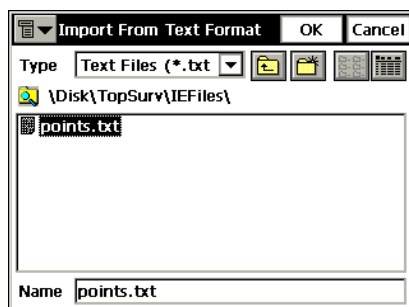 Import From Text Format OK Cancel
Type Text Files (*.txt
\Disk\TopSurv\IEFiles\
points.txt
Name points.txt